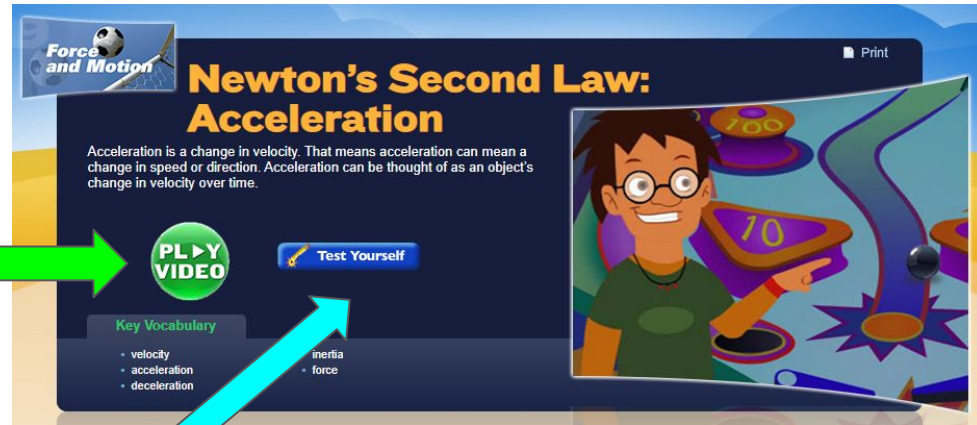 Force
and Motion
Print
Newton's Second Law:
Acceleration
Acceleration is a change in velocity. That means acceleration can mean a
change in speed or direction. Acceleration can be thought of as an object's
change in velocity over time.
PLAY
VIDEO
Test Yourself
Key Vocabulary
velocity
acceleration
deceleration
inertia
force
100
10